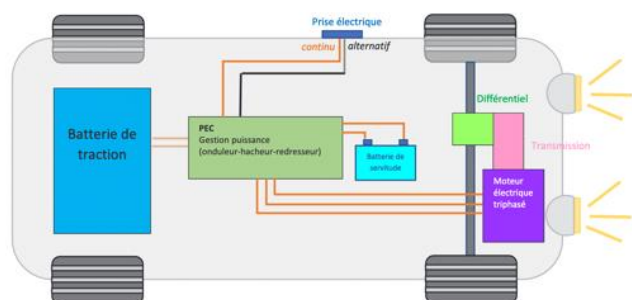 Prise électrique
continu
alternatif
Différentiel
Batterie de
traction
PEC
Gestion puissance
(onduleur-hacheur-redresseur)
Transmission
Batterie de
servitude
Moteur
électrique
triphasé